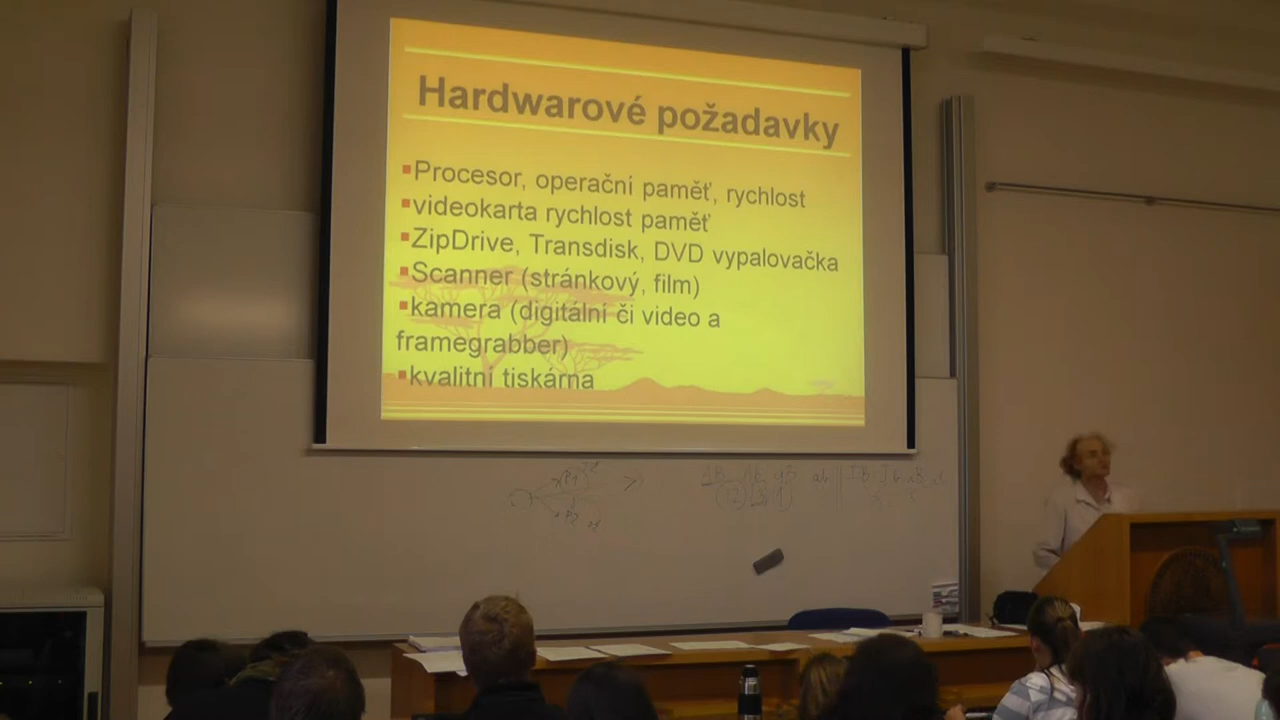 Hardwarové požadavky
▪Procesor, operační paměť, rychlost
▪videokarta rychlost paměť
▪ZipDrive, Transdisk, DVD vypalovačka
▪Scanner (stránkový, film)
▪kamera (digitální či video a
framegrabber)
▪kvalitní tiskárna